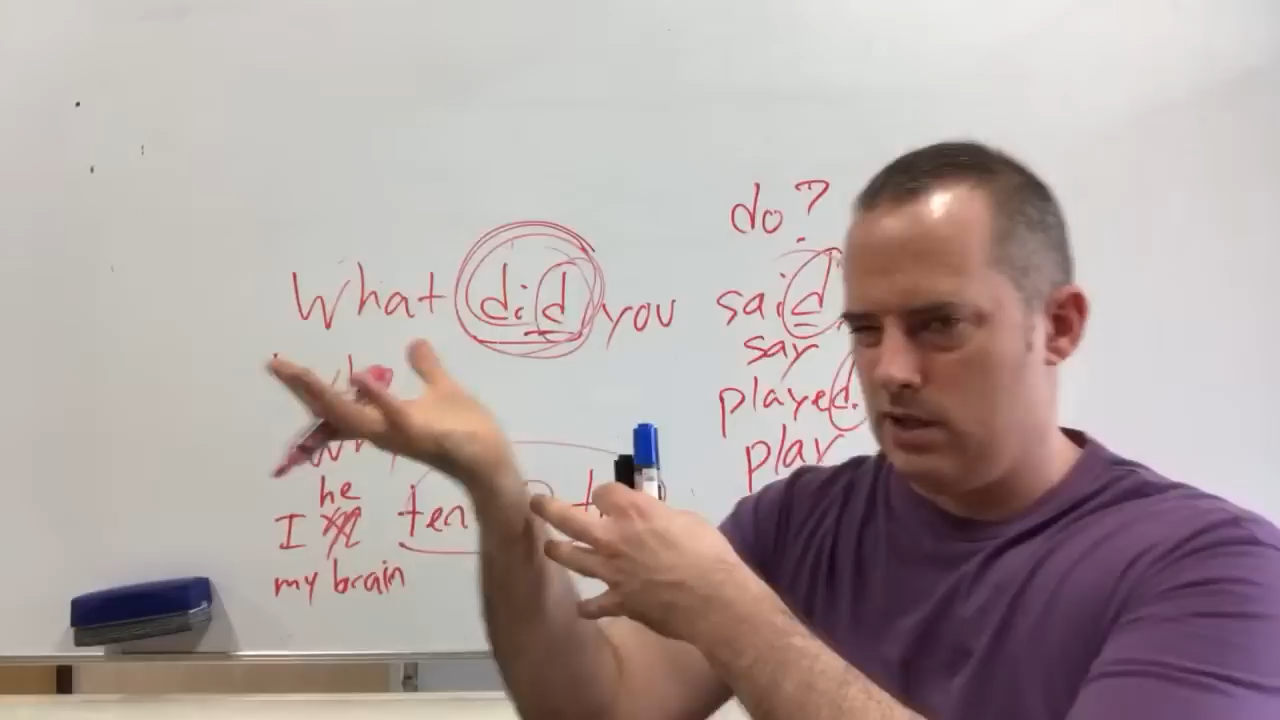 What did you
do?
said
say
played
play
he
I
ten
my brain